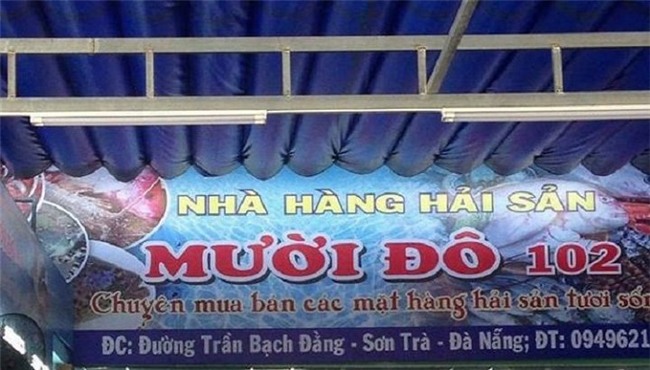 NHÀ HÀNG HẢI SẢN
MƯỜI ĐÔ 102
Chuyên mua bán các mặt hàng hải sản tươi sốn
ĐC: Đường Trần Bạch Đằng - Sơn Trà - Đà Nẵng; ĐT: 0949621